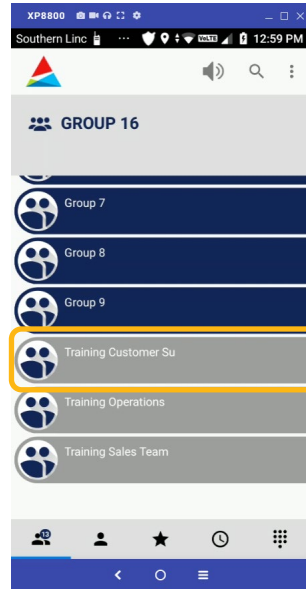 XP8800
Southern Linc ... VoLTE 12:59 PM
GROUP 16
Group 7
Group 8
Group 9
Training Customer Su
Training Operations
Training Sales Team
13